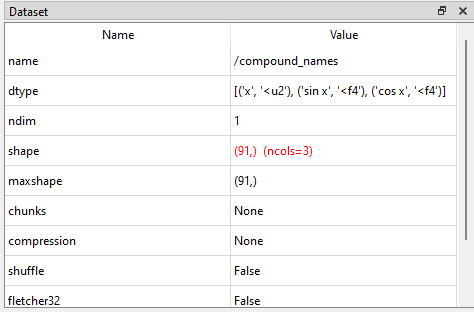 Dataset
Name Value
name /compound_names
dtype [('x', '<u2'), ('sin x', '<f4'), ('cos x', '<f4')]
ndim 1
shape (91,) (ncols=3)
maxshape (91,)
chunks None
compression None
shuffle False
fletcher32 False